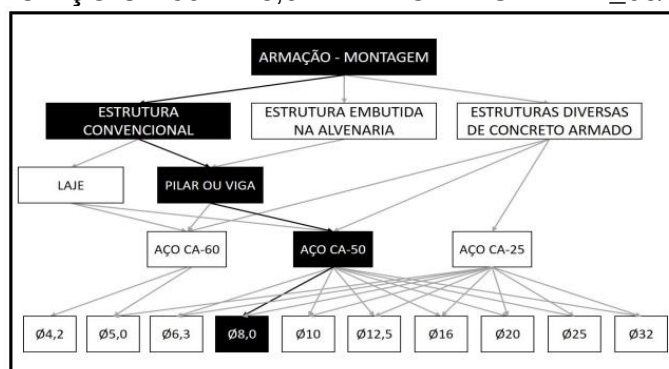 ARMAÇÃO - MONTAGEM
ESTRUTURA
CONVENCIONAL
ESTRUTURA EMBUTIDA
NA ALVENARIA
ESTRUTURAS DIVERSAS
DE CONCRETO ARMADO
LAJE
PILAR OU VIGA
AÇO CA-60
AÇO CA-50
AÇO CA-25
Ø4,2
Ø5,0
Ø6,3
Ø8,0
Ø10
Ø12,5
Ø16
Ø20
Ø25
Ø32